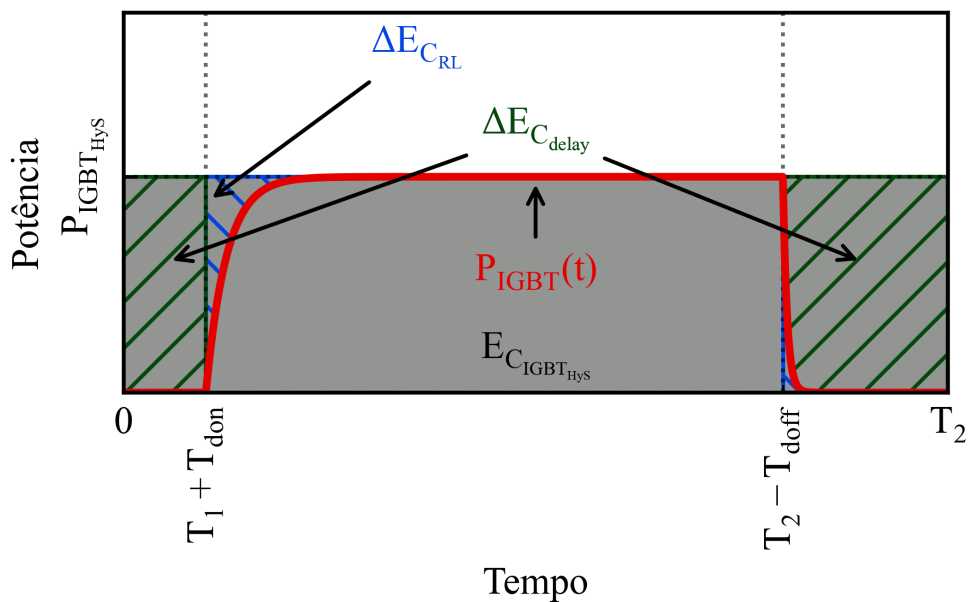 ΔE_C_RL
ΔE_C_delay
Potência
P_IGBT_HyS
P_IGBT(t)
E_C_IGBT_HyS
0
T_1 + T_don
T_2 − T_doff
T_2
Tempo